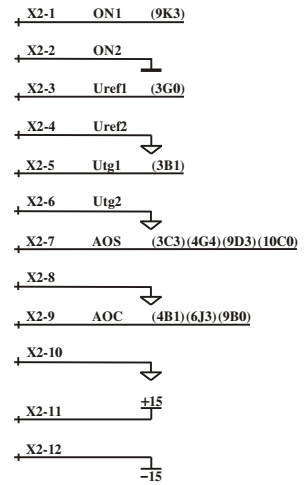 X2-1 ON1 (9K3)
X2-2 ON2
X2-3 Uref1 (3G0)
X2-4 Uref2
X2-5 Utg1 (3B1)
X2-6 Utg2
X2-7 AOS (3C3)(4G4)(9D3)(10C0)
X2-8
X2-9 AOC (4B1)(6J3)(9B0)
X2-10
+15
X2-11
X2-12
−15